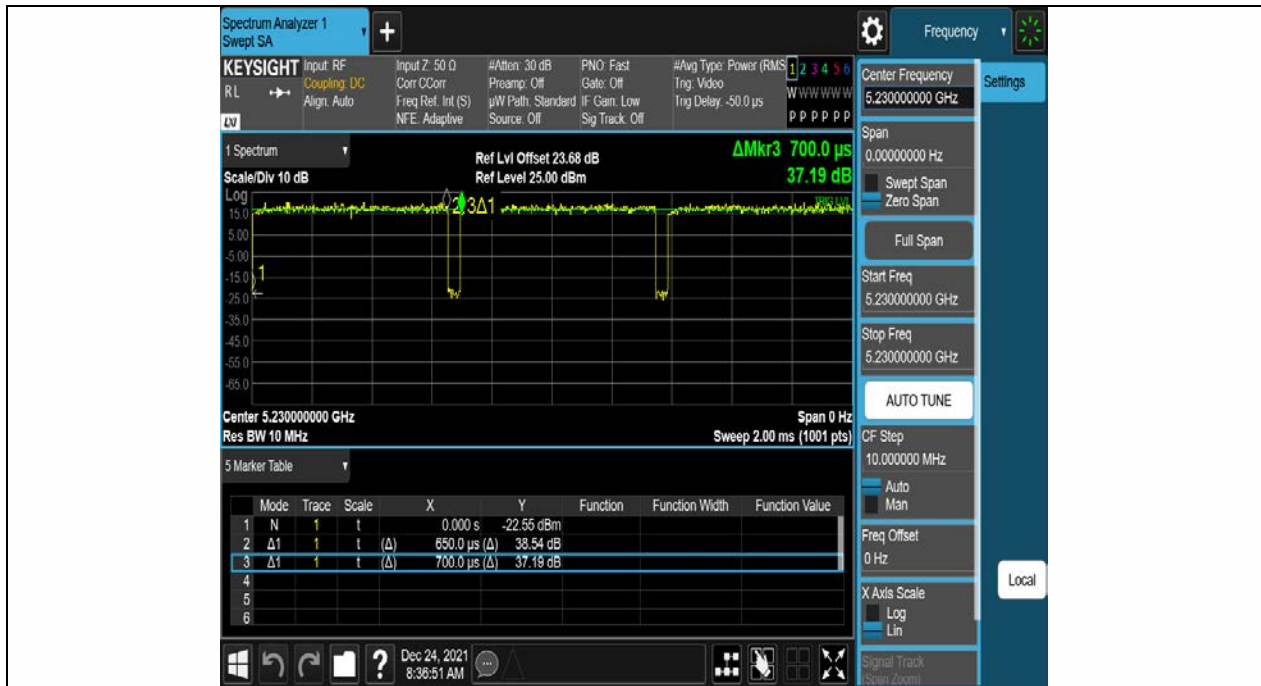 Spectrum Analyzer 1
Swept SA
+
Frequency
KEYSIGHT
RL
LXI
Input: RF
Coupling: DC
Align: Auto
Input Z: 50 Ω
Corr CCorr
Freq Ref: Int (S)
NFE: Adaptive
#Atten: 30 dB
Preamp: Off
µW Path: Standard
Source: Off
PNO: Fast
Gate: Off
IF Gain: Low
Sig Track: Off
#Avg Type: Power (RMS
Trig: Video
Trig Delay: -50.0 µs
1 2 3 4 5 6
W W W W W W
P P P P P P
1 Spectrum
Scale/Div 10 dB
Ref Lvl Offset 23.68 dB
Ref Level 25.00 dBm
ΔMkr3 700.0 µs
37.19 dB
Log
15.0
5.00
-5.00
-15.0
-25.0
-35.0
-45.0
-55.0
-65.0
1
2
3Δ1
TRIG LVL
Center 5.230000000 GHz
Span 0 Hz
Res BW 10 MHz
Sweep 2.00 ms (1001 pts)
5 Marker Table
Mode Trace Scale X Y Function Function Width Function Value
1 N 1 t 0.000 s -22.55 dBm
2 Δ1 1 t (Δ) 650.0 µs (Δ) 38.54 dB
3 Δ1 1 t (Δ) 700.0 µs (Δ) 37.19 dB
4
5
6
?
Dec 24, 2021
8:36:51 AM
Center Frequency
5.230000000 GHz
Span
0.00000000 Hz
Swept Span
Zero Span
Full Span
Start Freq
5.230000000 GHz
Stop Freq
5.230000000 GHz
AUTO TUNE
CF Step
10.000000 MHz
Auto
Man
Freq Offset
0 Hz
X Axis Scale
Log
Lin
Signal Track
(Span Zoom)
Settings
Local